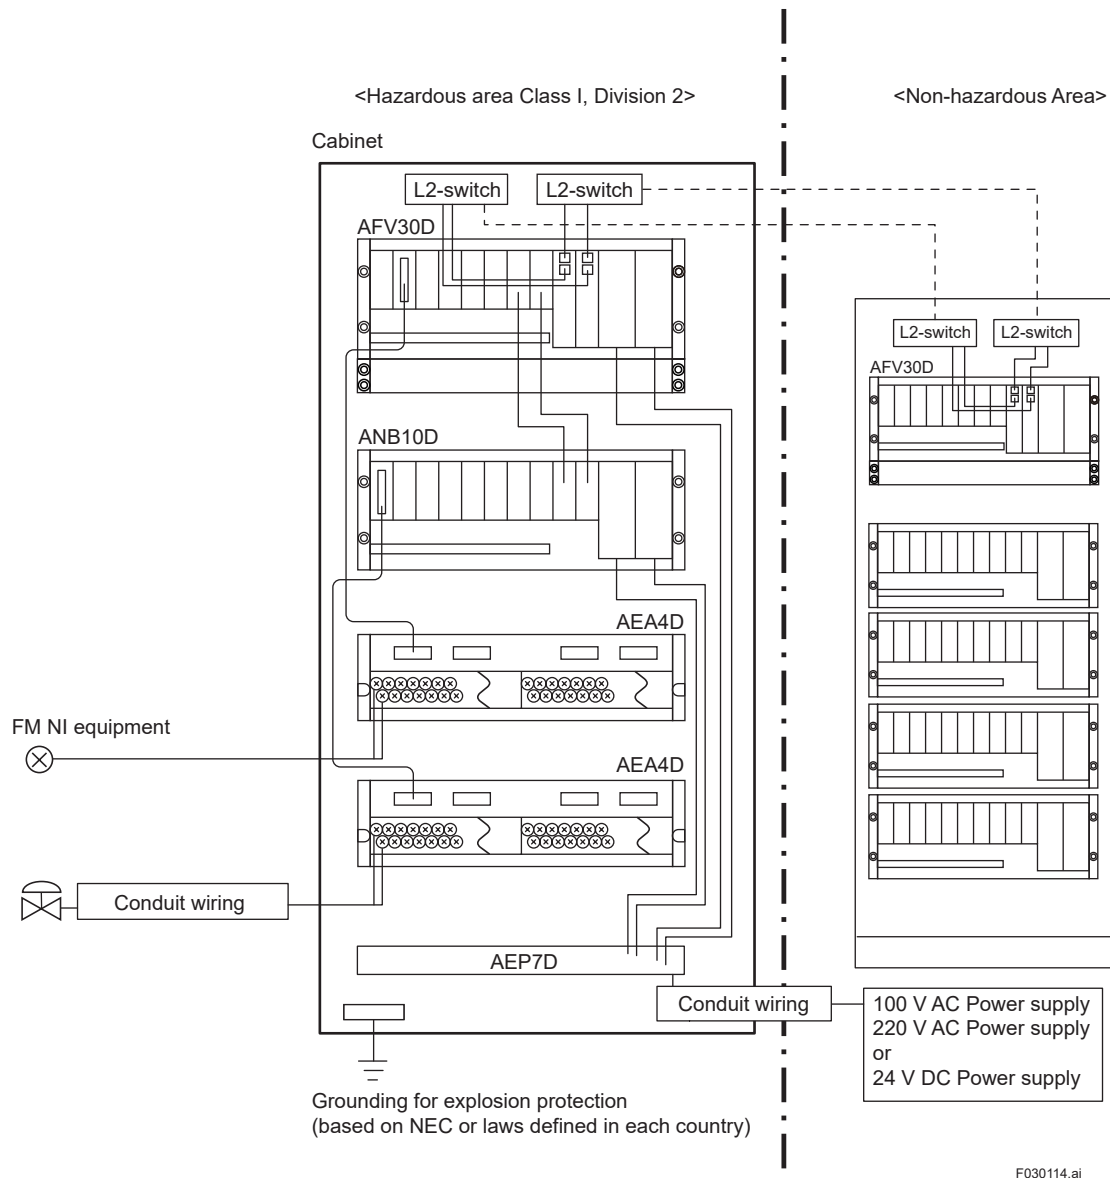 <Hazardous area Class I, Division 2>
<Non-hazardous Area>
Cabinet
L2-switch
L2-switch
AFV30D
L2-switch
L2-switch
AFV30D
ANB10D
AEA4D
FM NI equipment
AEA4D
Conduit wiring
AEP7D
Conduit wiring
100 V AC Power supply
220 V AC Power supply
or
24 V DC Power supply
Grounding for explosion protection
(based on NEC or laws defined in each country)
F030114.ai